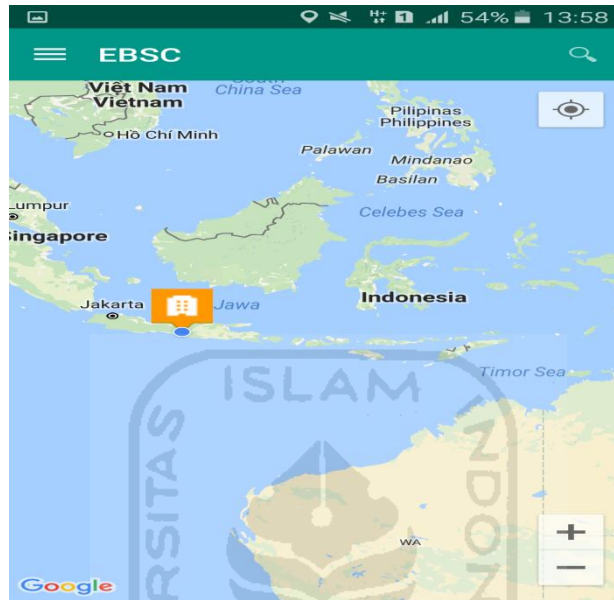 H+
1
54%
13:58
EBSC
South
China Sea
Việt Nam
Vietnam
Hồ Chí Minh
Pilipinas
Philippines
Palawan
Mindanao
Basilan
Lumpur
Singapore
Celebes Sea
Jakarta
Jawa
Indonesia
Timor Sea
ISLAM
RSITAS
NDON
WA
+
−
Google